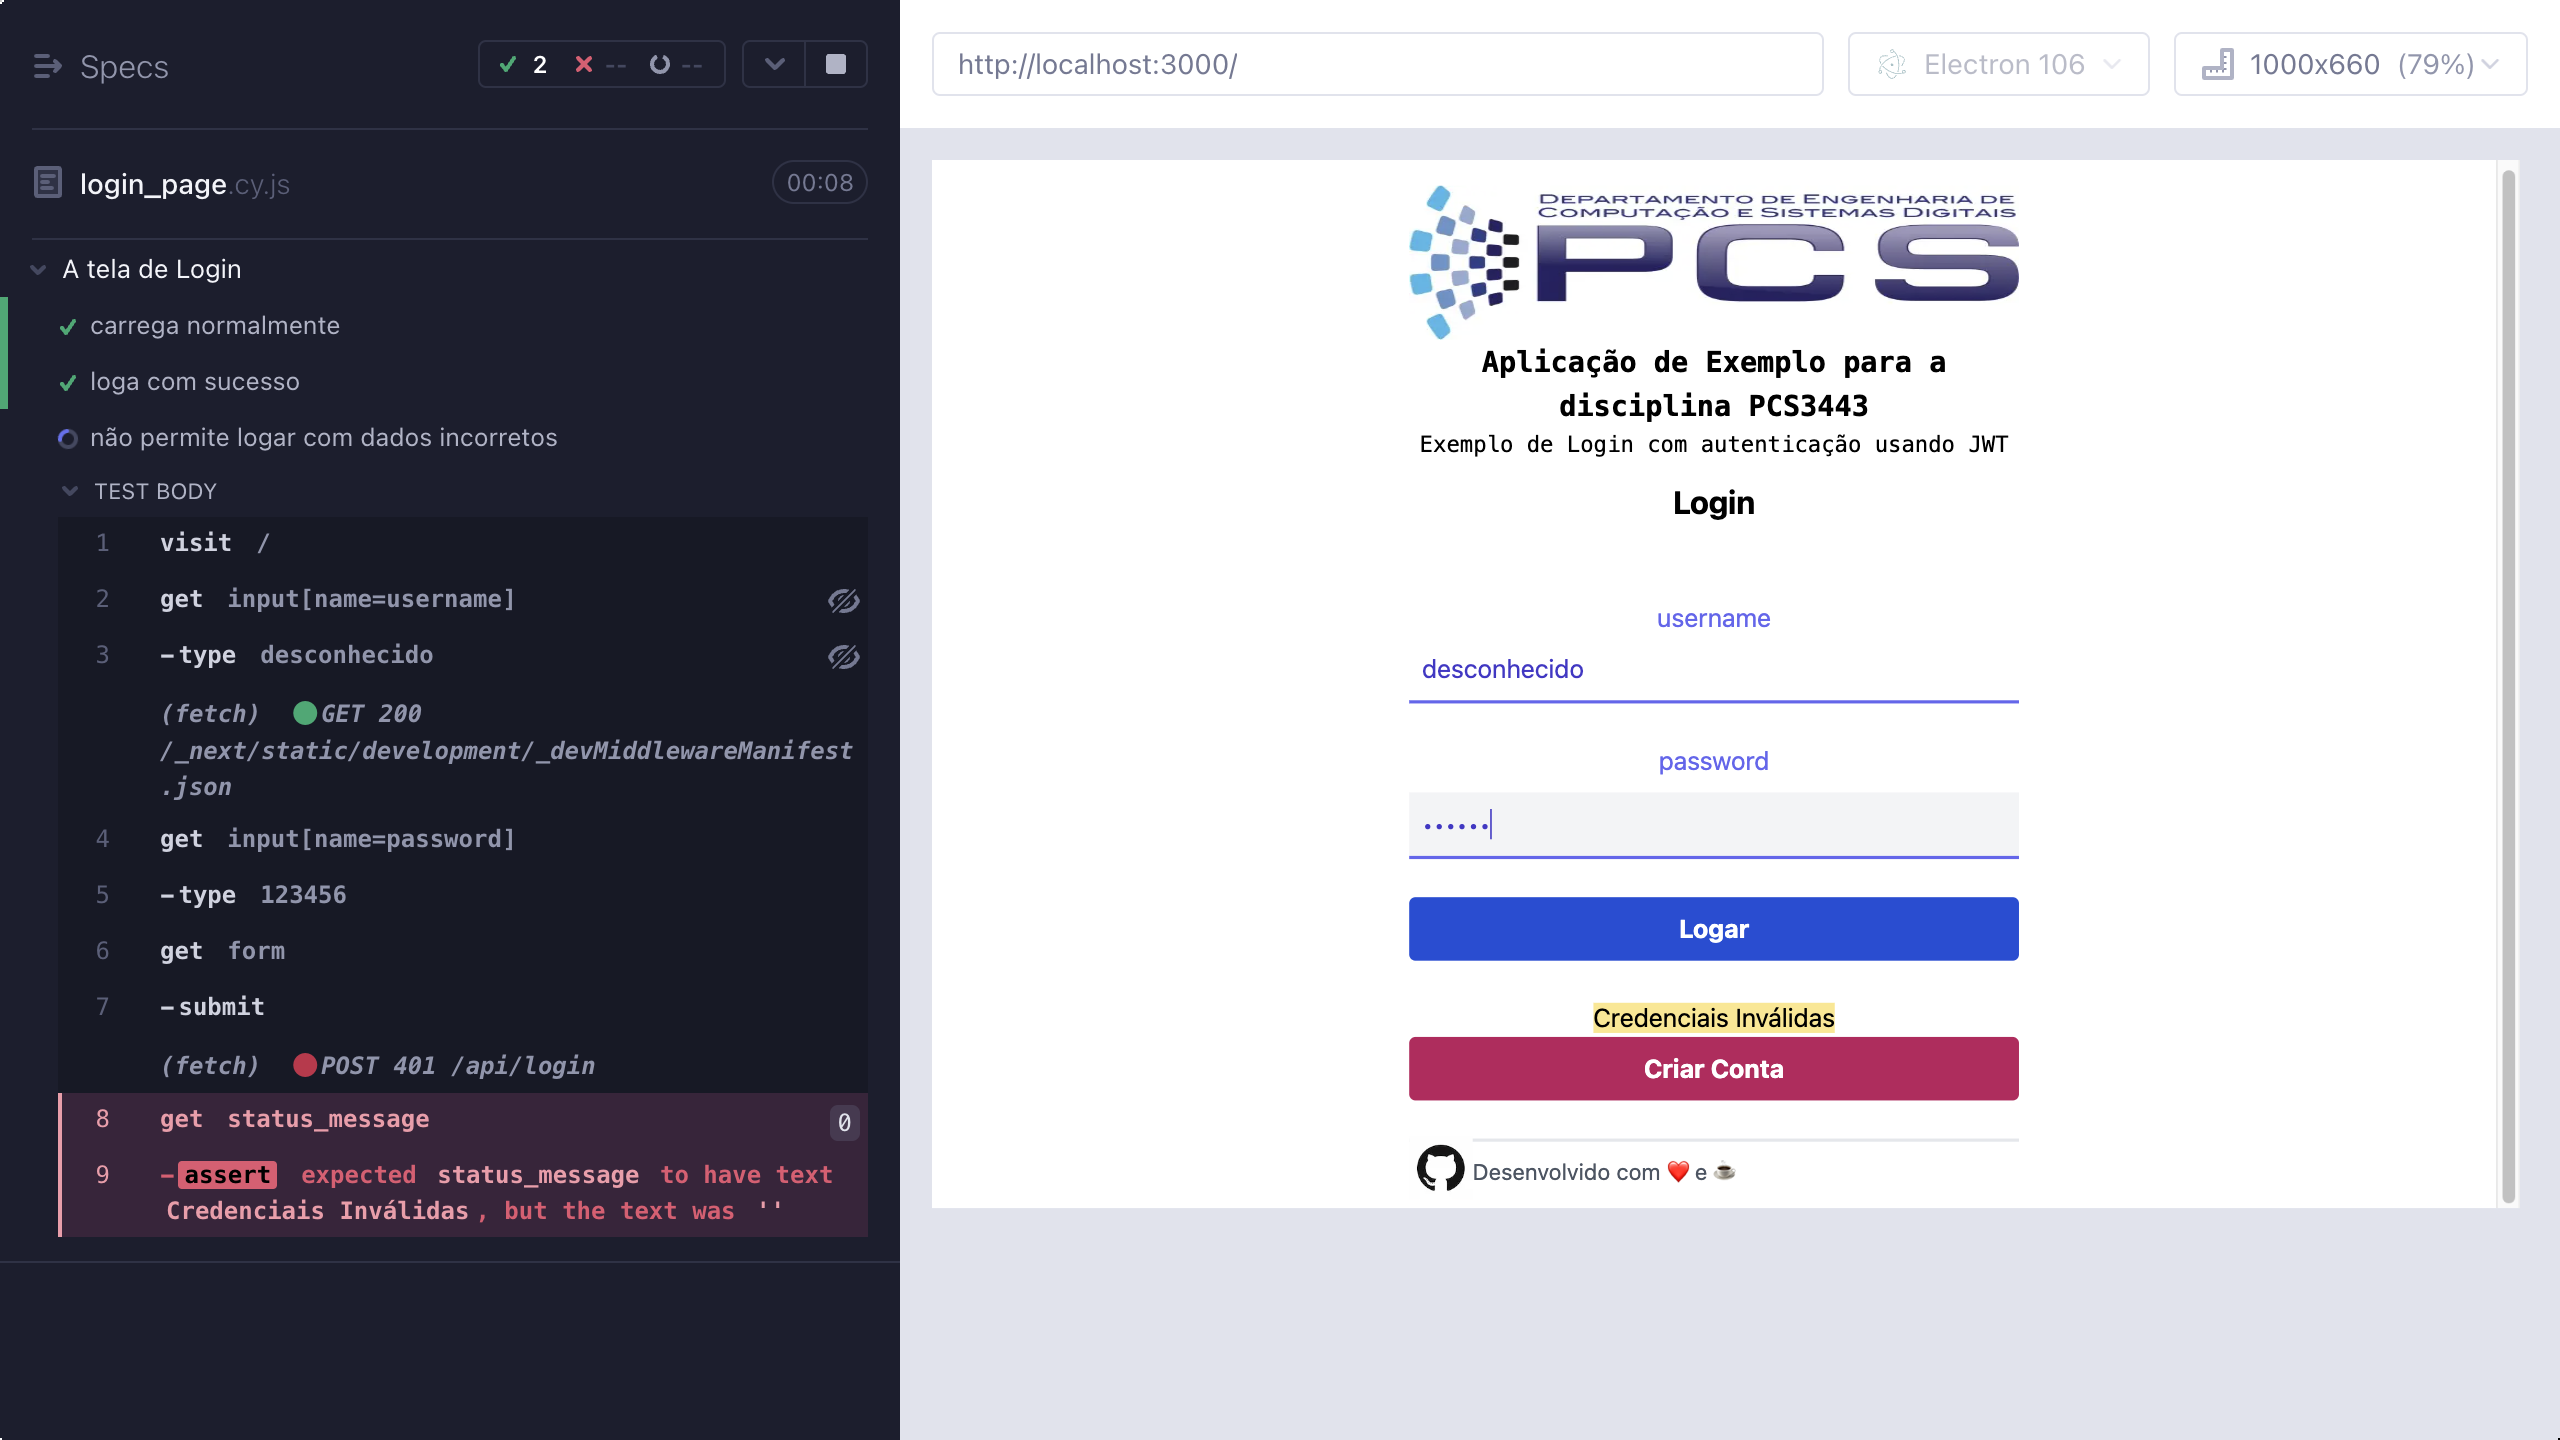 Specs
2 -- --
login_page.cy.js
00:08
A tela de Login
carrega normalmente
loga com sucesso
não permite logar com dados incorretos
TEST BODY
1 visit /
2 get input[name=username]
3 -type desconhecido
(fetch) GET 200
/_next/static/development/_devMiddlewareManifest
.json
4 get input[name=password]
5 -type 123456
6 get form
7 -submit
(fetch) POST 401 /api/login
8 get status_message 0
9 -assert expected status_message to have text
Credenciais Inválidas, but the text was ''
http://localhost:3000/
Electron 106
1000x660 (79%)
DEPARTAMENTO DE ENGENHARIA DE
COMPUTAÇÃO E SISTEMAS DIGITAIS
PCS
Aplicação de Exemplo para a
disciplina PCS3443
Exemplo de Login com autenticação usando JWT
Login
username
desconhecido
password
••••••
Logar
Credenciais Inválidas
Criar Conta
Desenvolvido com ❤️ e ☕